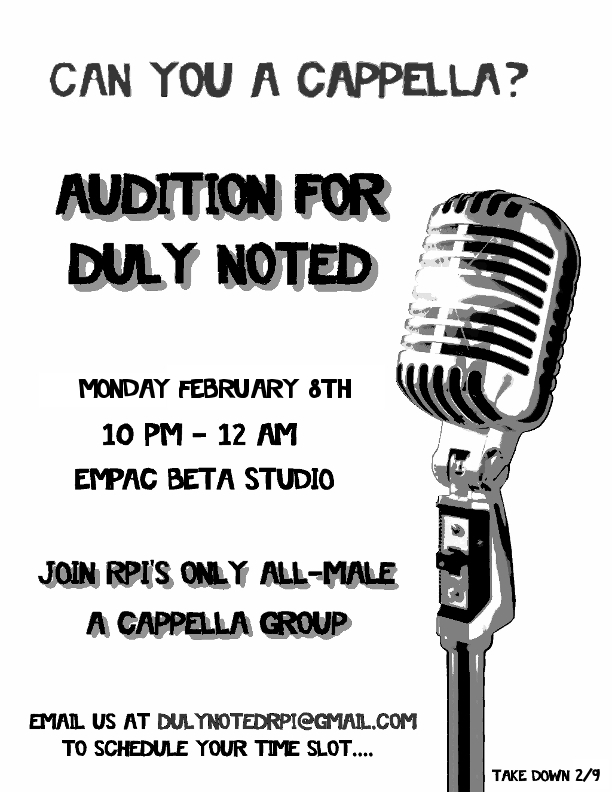 CAN YOU A CAPPELLA?
AUDITION FOR
DULY NOTED
MONDAY FEBRUARY 8TH
10 PM - 12 AM
EMPAC BETA STUDIO
JOIN RPI'S ONLY ALL-MALE
A CAPPELLA GROUP
EMAIL US AT DULYNOTEDRPI@GMAIL.COM
TO SCHEDULE YOUR TIME SLOT....
TAKE DOWN 2/9